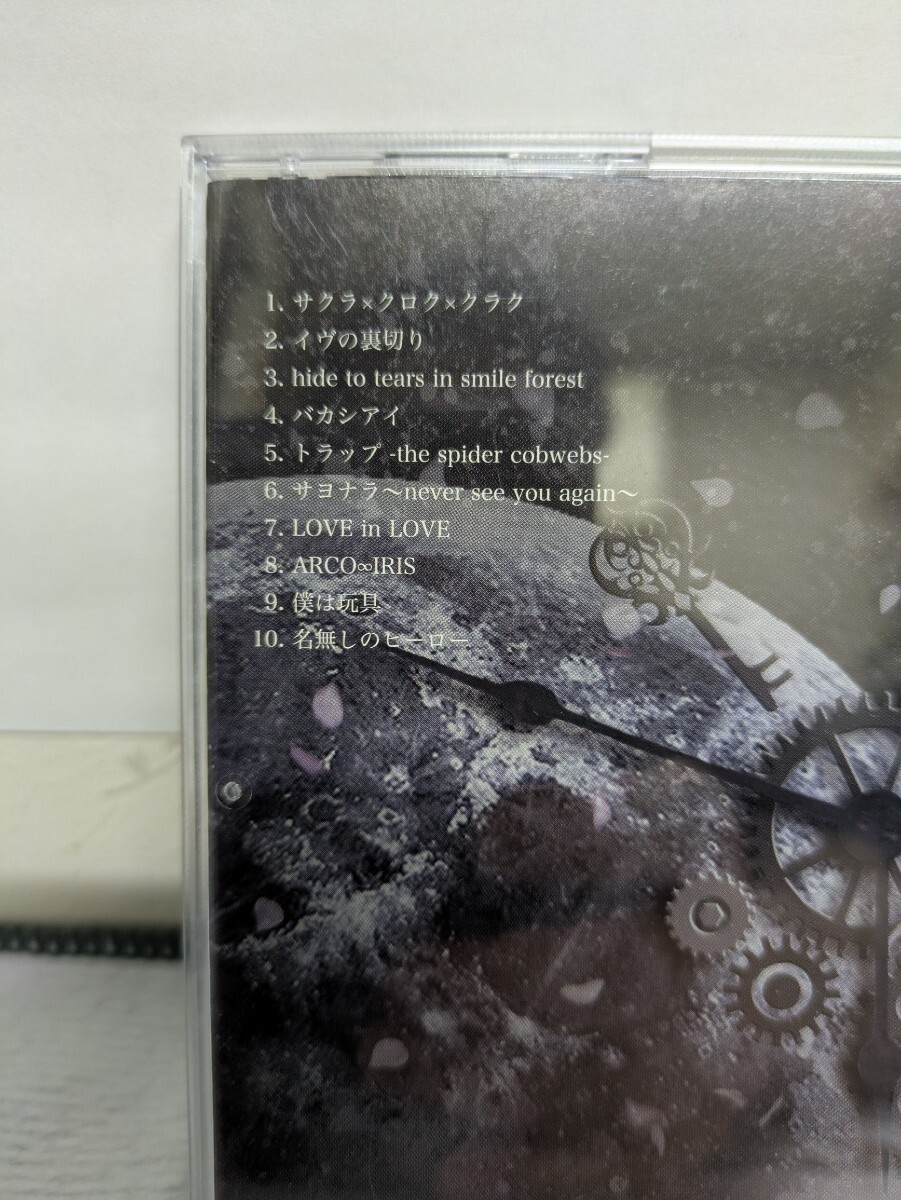 1. サクラ×クロク×クラク
2. イヴの裏切り
3. hide to tears in smile forest
4. バカシアイ
5. トラップ -the spider cobwebs-
6. サヨナラ〜never see you again〜
7. LOVE in LOVE
8. ARCO∞IRIS
9. 僕は玩具
10. 名無しのヒーロー